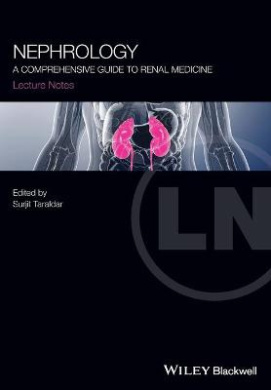 NEPHROLOGY
A COMPREHENSIVE GUIDE TO RENAL MEDICINE
Lecture Notes
Edited by
Surjit Tarafdar
LN
WILEY Blackwell